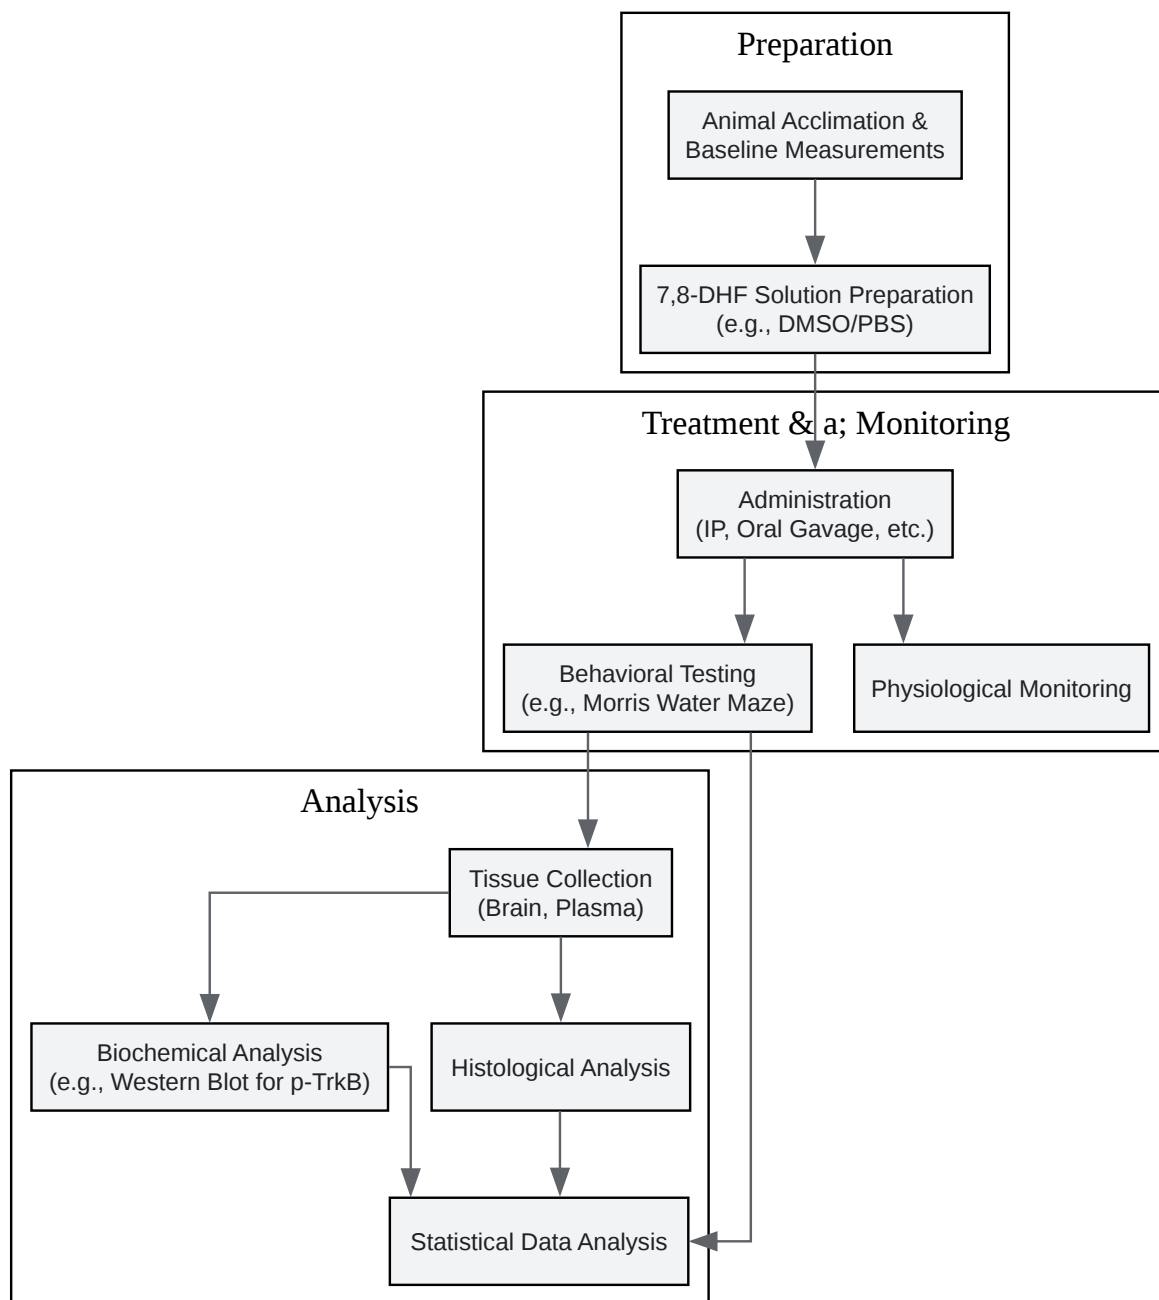 Preparation
Animal Acclimation &
Baseline Measurements
7,8-DHF Solution Preparation
(e.g., DMSO/PBS)
Treatment & a; Monitoring
Administration
(IP, Oral Gavage, etc.)
Behavioral Testing
(e.g., Morris Water Maze)
Physiological Monitoring
Analysis
Tissue Collection
(Brain, Plasma)
Biochemical Analysis
(e.g., Western Blot for p-TrkB)
Histological Analysis
Statistical Data Analysis